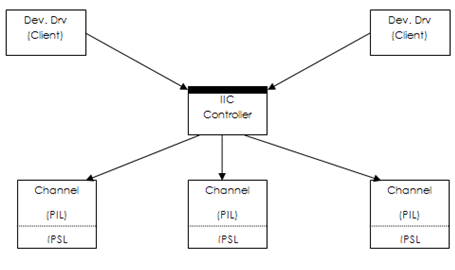 Dev. Drv
(Client)
Dev. Drv
(Client)
IIC
Controller
Channel
(PIL)
(PSL
Channel
(PIL)
(PSL
Channel
(PIL)
(PSL